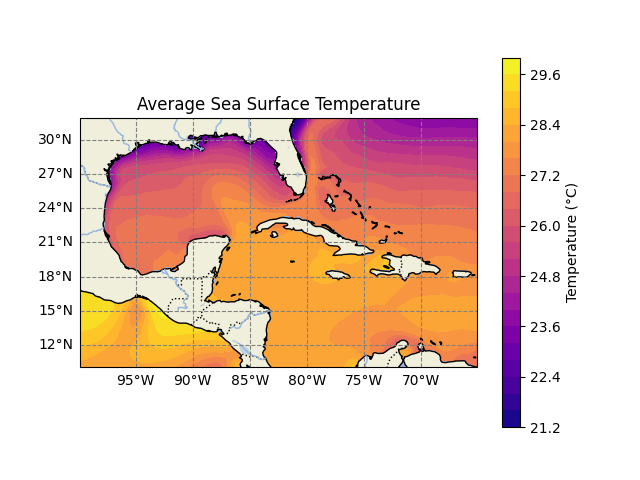 Average Sea Surface Temperature
30°N
27°N
24°N
21°N
18°N
15°N
12°N
95°W
90°W
85°W
80°W
75°W
70°W
29.6
28.4
27.2
26.0
24.8
23.6
22.4
21.2
Temperature (°C)